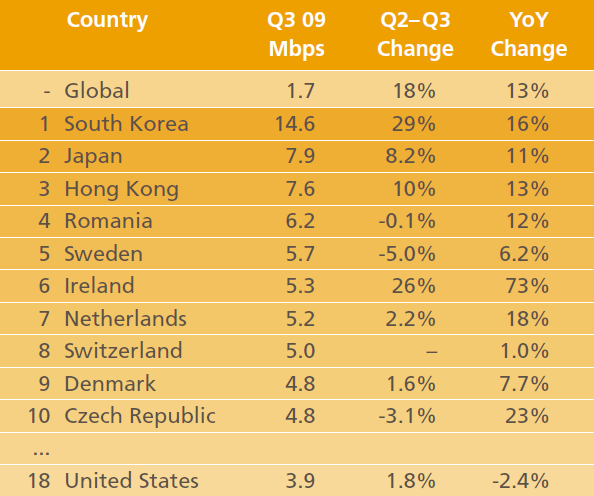 Country Q3 09 Mbps Q2–Q3 Change YoY Change
- Global 1.7 18% 13%
1 South Korea 14.6 29% 16%
2 Japan 7.9 8.2% 11%
3 Hong Kong 7.6 10% 13%
4 Romania 6.2 -0.1% 12%
5 Sweden 5.7 -5.0% 6.2%
6 Ireland 5.3 26% 73%
7 Netherlands 5.2 2.2% 18%
8 Switzerland 5.0 – 1.0%
9 Denmark 4.8 1.6% 7.7%
10 Czech Republic 4.8 -3.1% 23%
...
18 United States 3.9 1.8% -2.4%